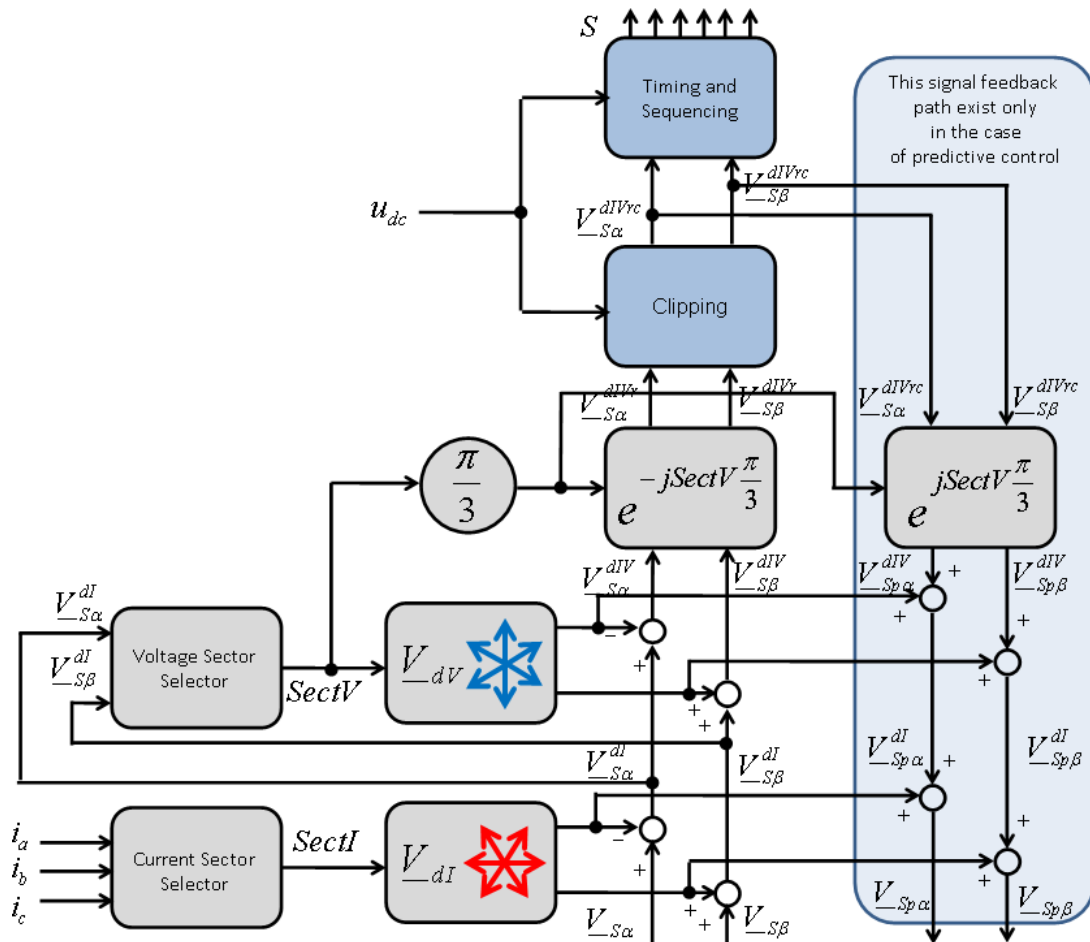 S
Timing and
Sequencing
This signal feedback
path exist only
in the case
of predictive control
u_dc
V_Sα^dIVrc
V_Sβ^dIVrc
Clipping
V_Sα^dIVr
V_Sβ^dIVr
V_Sα^dIVrc
V_Sβ^dIVrc
π/3
e^-jSectV π/3
e^jSectV π/3
V_Sα^dIV
V_Sβ^dIV
V_Spα^dIV
V_Spβ^dIV
+
+
+
+
V_Sα^dI
V_Sβ^dI
Voltage Sector
Selector
SectV
V_dV
−
+
+
+
V_Sα^dI
V_Sβ^dI
V_Spα^dI
V_Spβ^dI
+
+
+
+
i_a
i_b
i_c
Current Sector
Selector
SectI
V_dI
−
+
+
+
V_Sα
V_Sβ
V_Spα
V_Spβ